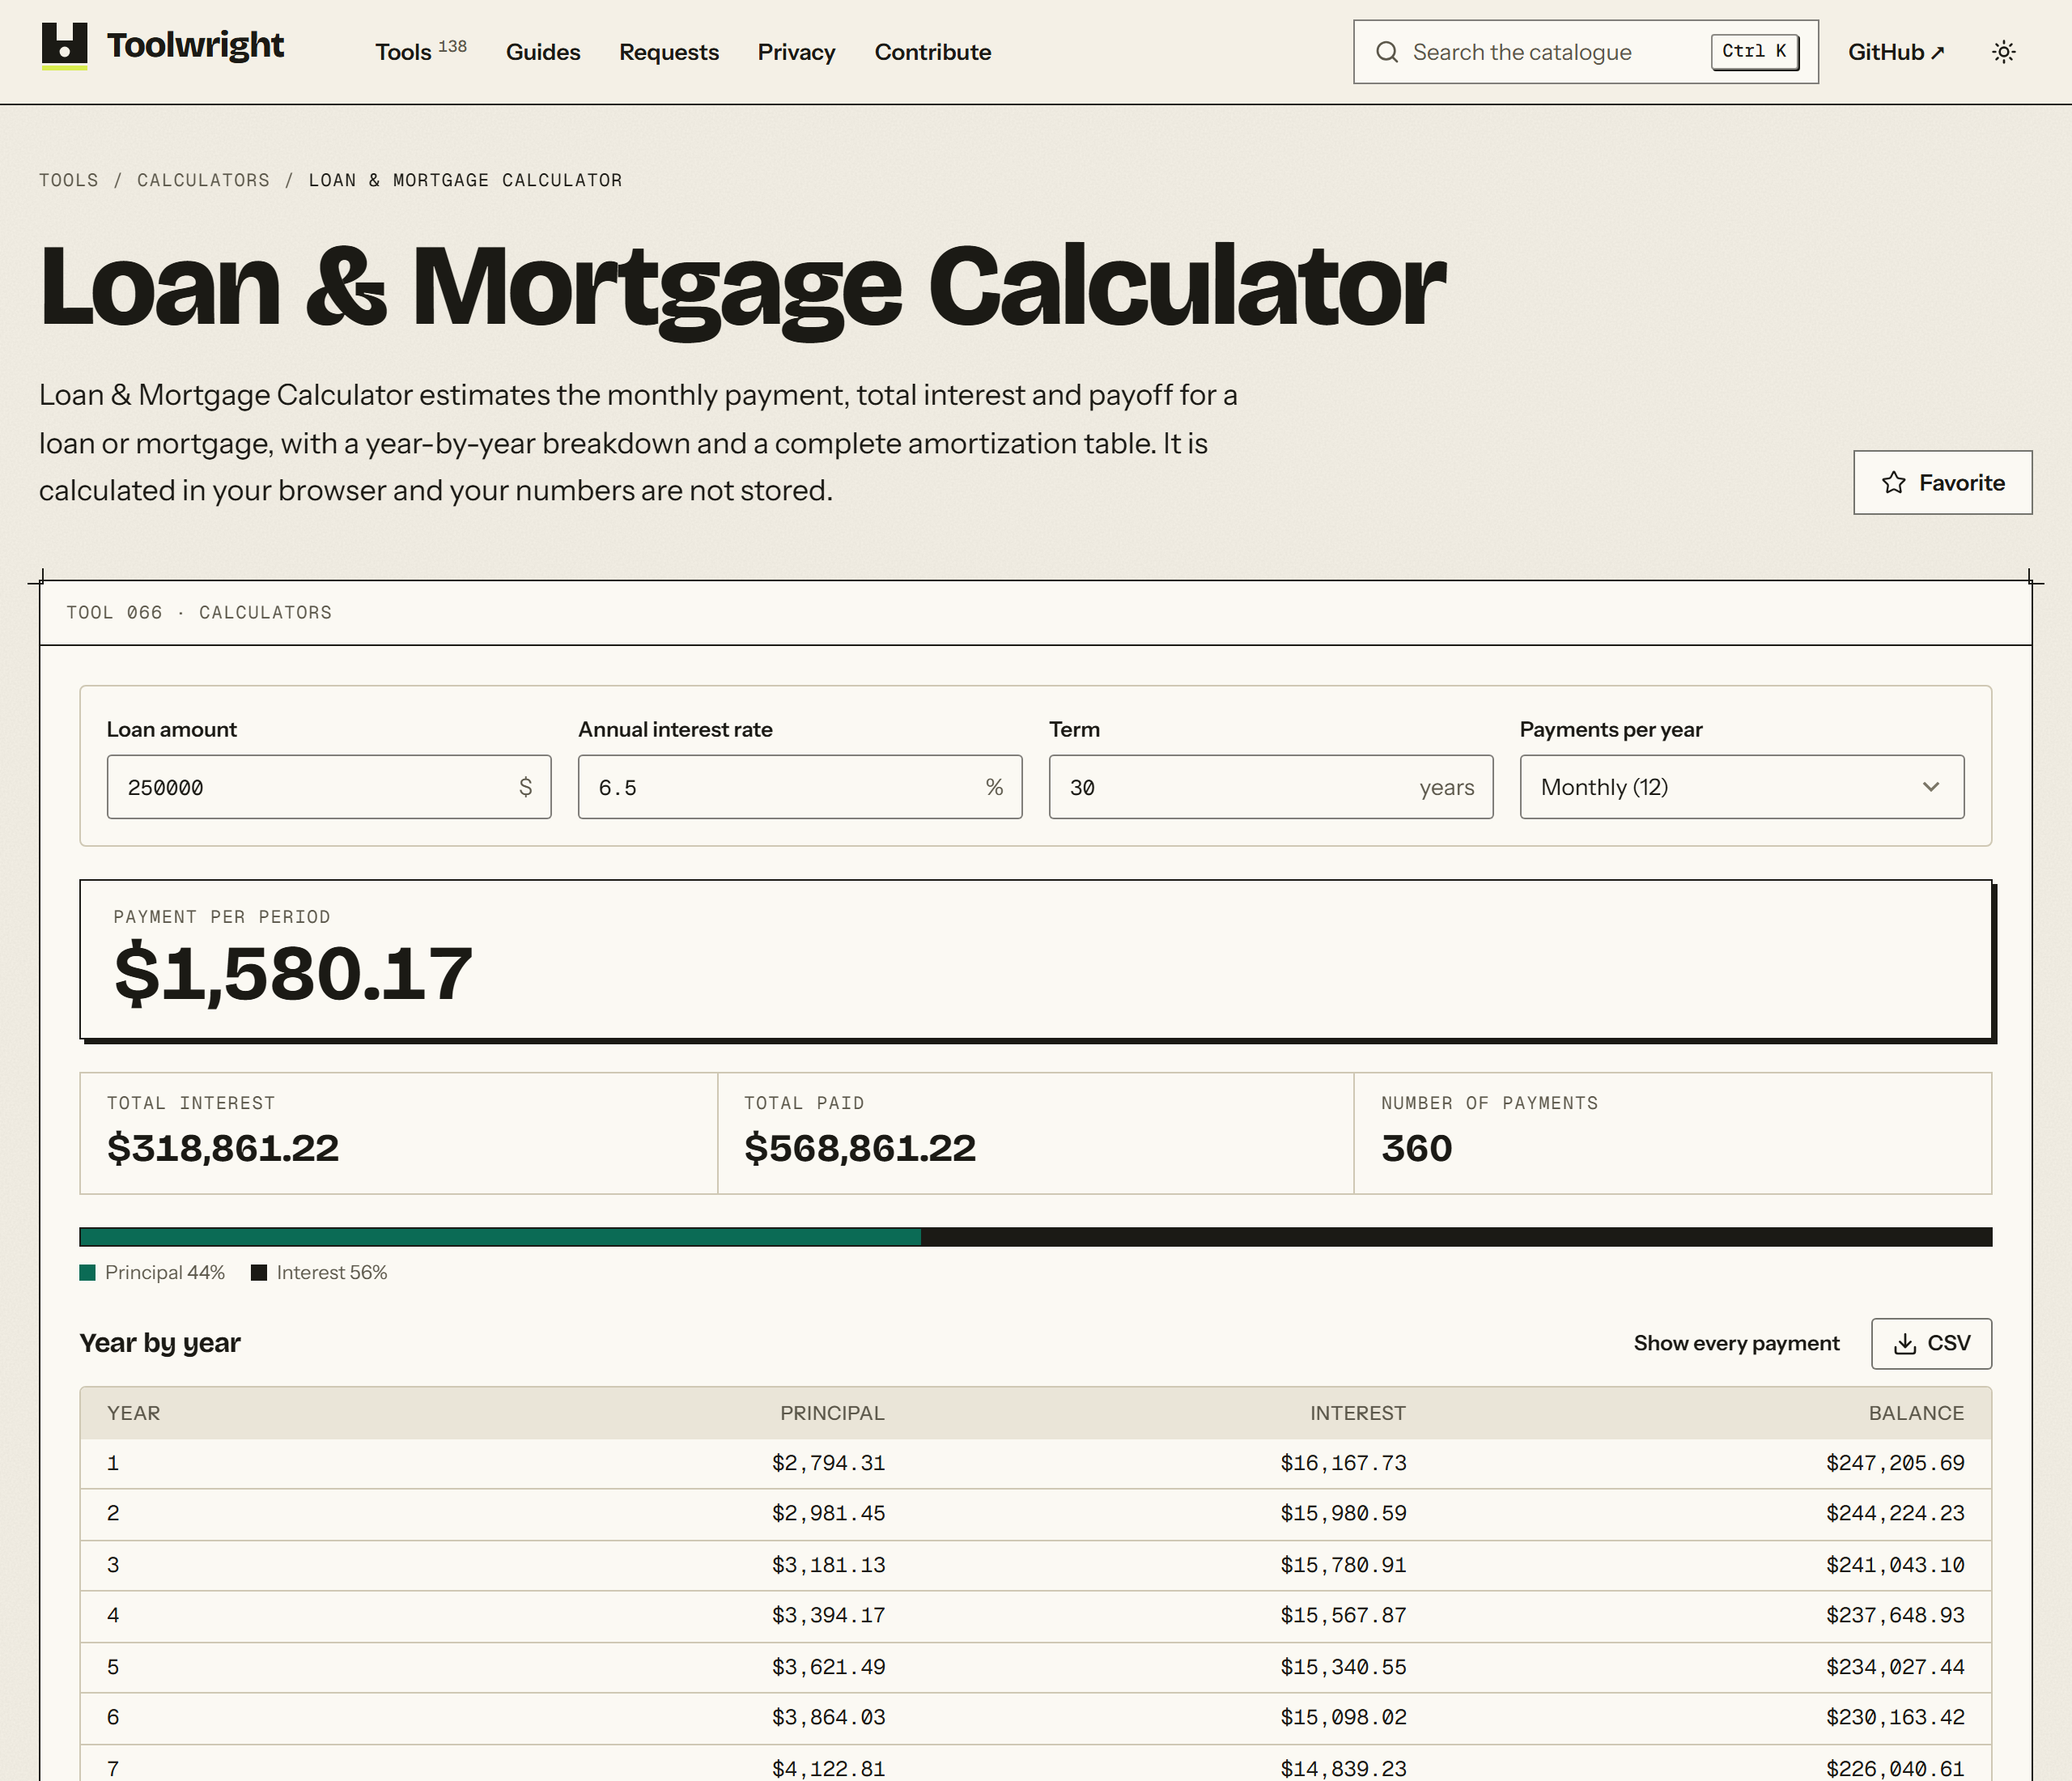 Toolwright
Tools 138 Guides Requests Privacy Contribute
Search the catalogue Ctrl K GitHub ↗
TOOLS / CALCULATORS / LOAN & MORTGAGE CALCULATOR
Loan & Mortgage Calculator
Loan & Mortgage Calculator estimates the monthly payment, total interest and payoff for a
loan or mortgage, with a year-by-year breakdown and a complete amortization table. It is
calculated in your browser and your numbers are not stored.
Favorite
TOOL 066 · CALCULATORS
Loan amount Annual interest rate Term Payments per year
250000 $ 6.5 % 30 years Monthly (12)
PAYMENT PER PERIOD
$1,580.17
TOTAL INTEREST TOTAL PAID NUMBER OF PAYMENTS
$318,861.22 $568,861.22 360
Principal 44% Interest 56%
Year by year Show every payment CSV
YEAR PRINCIPAL INTEREST BALANCE
1 $2,794.31 $16,167.73 $247,205.69
2 $2,981.45 $15,980.59 $244,224.23
3 $3,181.13 $15,780.91 $241,043.10
4 $3,394.17 $15,567.87 $237,648.93
5 $3,621.49 $15,340.55 $234,027.44
6 $3,864.03 $15,098.02 $230,163.42
7 $4,122.81 $14,839.23 $226,040.61